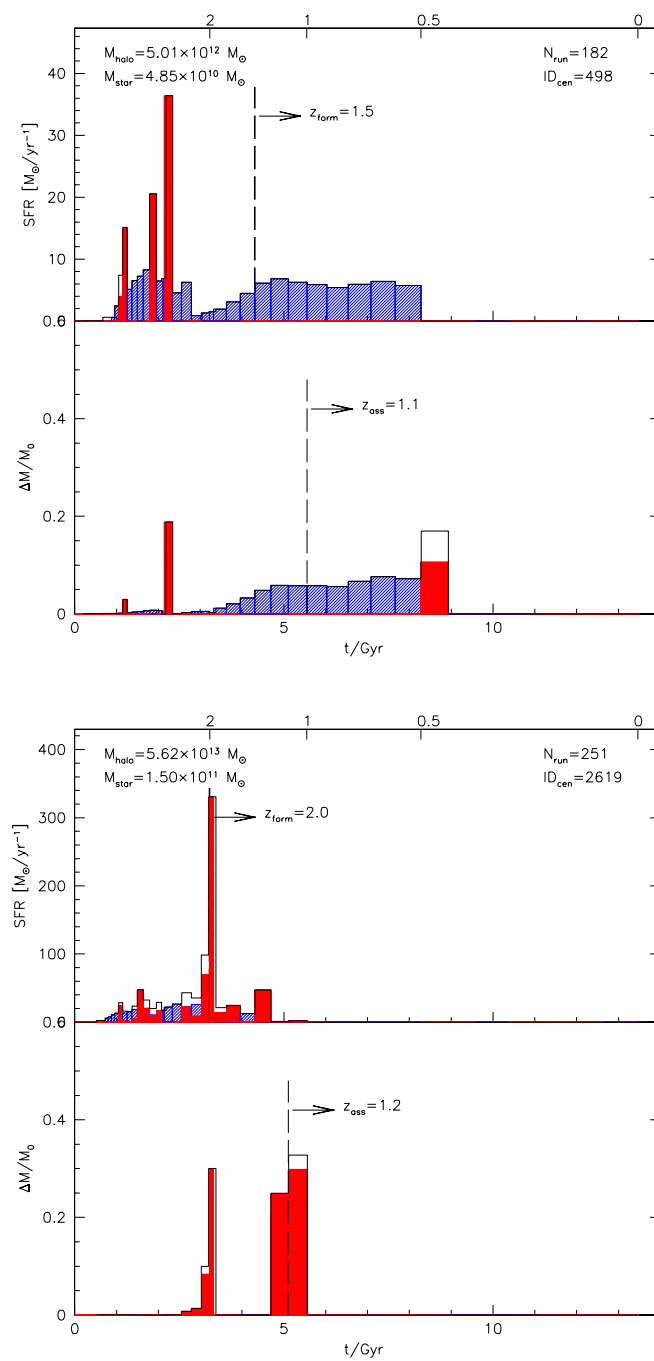 2 1 0.5 0
M_halo=5.01×10^12 M_⊙ N_run=182
M_star=4.85×10^10 M_⊙ ID_cen=498
40
z_form=1.5
30
SFR [M_⊙/yr⁻¹]
20
10
0
0.6
z_ass=1.1
0.4
ΔM/M_0
0.2
0
0 5 10
t/Gyr
2 1 0.5 0
M_halo=5.62×10^13 M_⊙ N_run=251
400
M_star=1.50×10^11 M_⊙ ID_cen=2619
z_form=2.0
300
SFR [M_⊙/yr⁻¹]
200
100
0
0.6
z_ass=1.2
0.4
ΔM/M_0
0.2
0
0 5 10
t/Gyr